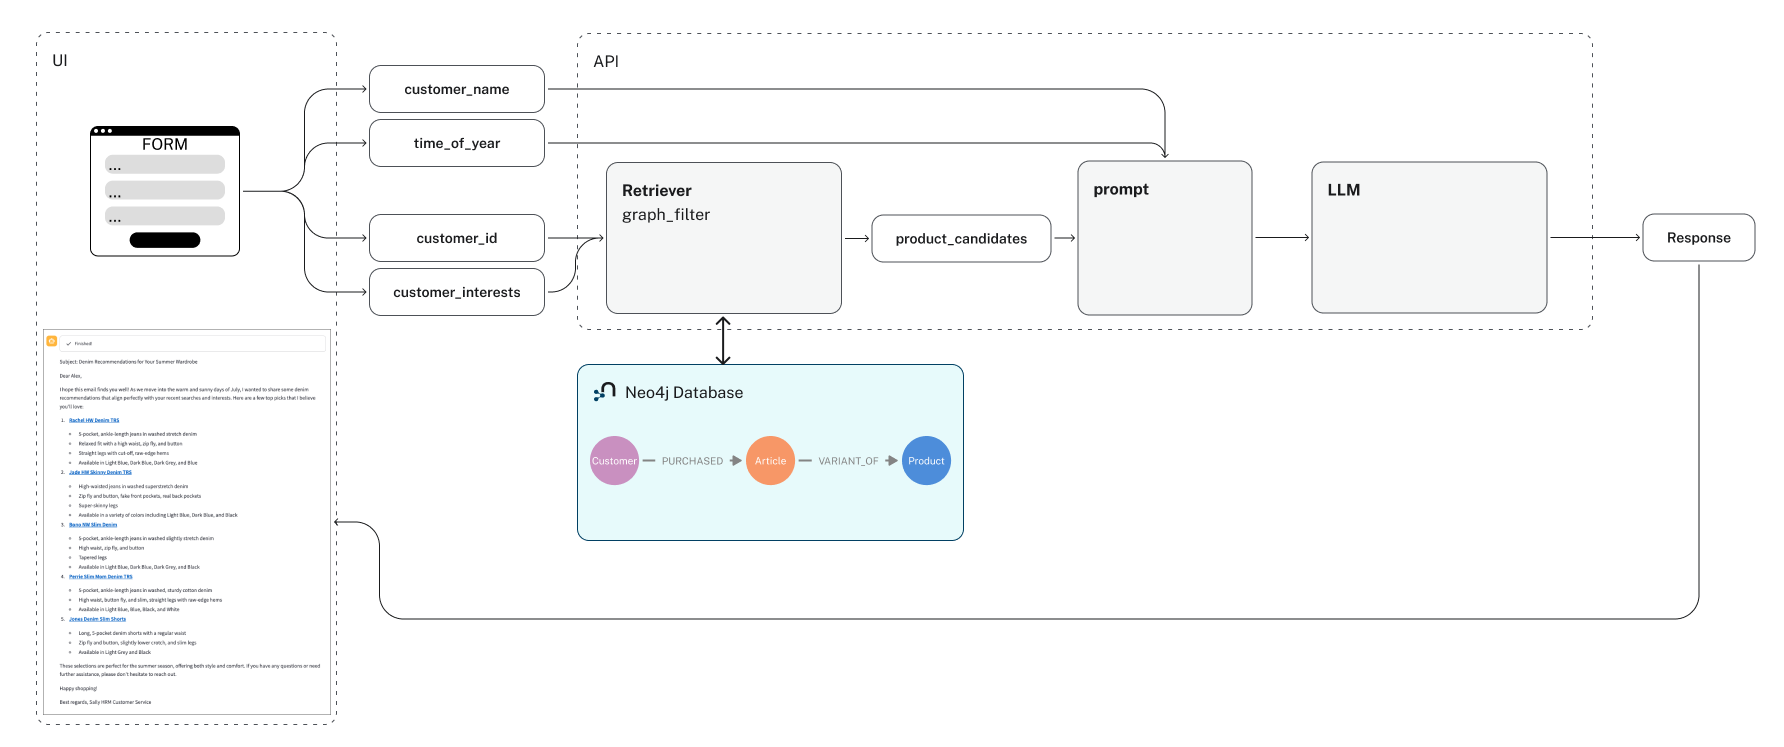 UI
FORM
...
...
...
customer_name
time_of_year
customer_id
customer_interests
API
Retriever
graph_filter
product_candidates
prompt
LLM
Response
Neo4j Database
Customer
PURCHASED
Article
VARIANT_OF
Product
Finished!
Subject: Denim Recommendations for Your Summer Wardrobe
Dear Alex,
I hope this email finds you well! As we move into the warm and sunny days of July, I wanted to share some denim
recommendations that align perfectly with your recent searches and interests. Here are a few top picks that I believe
you'll love:
1. Rachel HW Denim TRS
5-pocket, ankle-length jeans in washed stretch denim
Relaxed fit with a high waist, zip fly, and button
Straight legs with cut-off, raw-edge hems
Available in Light Blue, Dark Blue, Dark Grey, and Blue
2. Jade HW Skinny Denim TRS
High-waisted jeans in washed superstretch denim
Zip fly and button, fake front pockets, real back pockets
Super-skinny legs
Available in a variety of colors including Light Blue, Dark Blue, and Black
3. Bono NW Slim Denim
5-pocket, ankle-length jeans in washed slightly stretch denim
High waist, zip fly, and button
Tapered legs
Available in Light Blue, Dark Blue, Dark Grey, and Black
4. Perrie Slim Mom Denim TRS
5-pocket, ankle-length jeans in washed, sturdy cotton denim
High waist, button fly, and slim, straight legs with raw-edge hems
Available in Light Blue, Blue, Black, and White
5. Jones Denim Slim Shorts
Long, 5-pocket denim shorts with a regular waist
Zip fly and button, slightly lower crotch, and slim legs
Available in Light Grey and Black
These selections are perfect for the summer season, offering both style and comfort. If you have any questions or need
further assistance, please don't hesitate to reach out.
Happy shopping!
Best regards, Sally HRM Customer Service